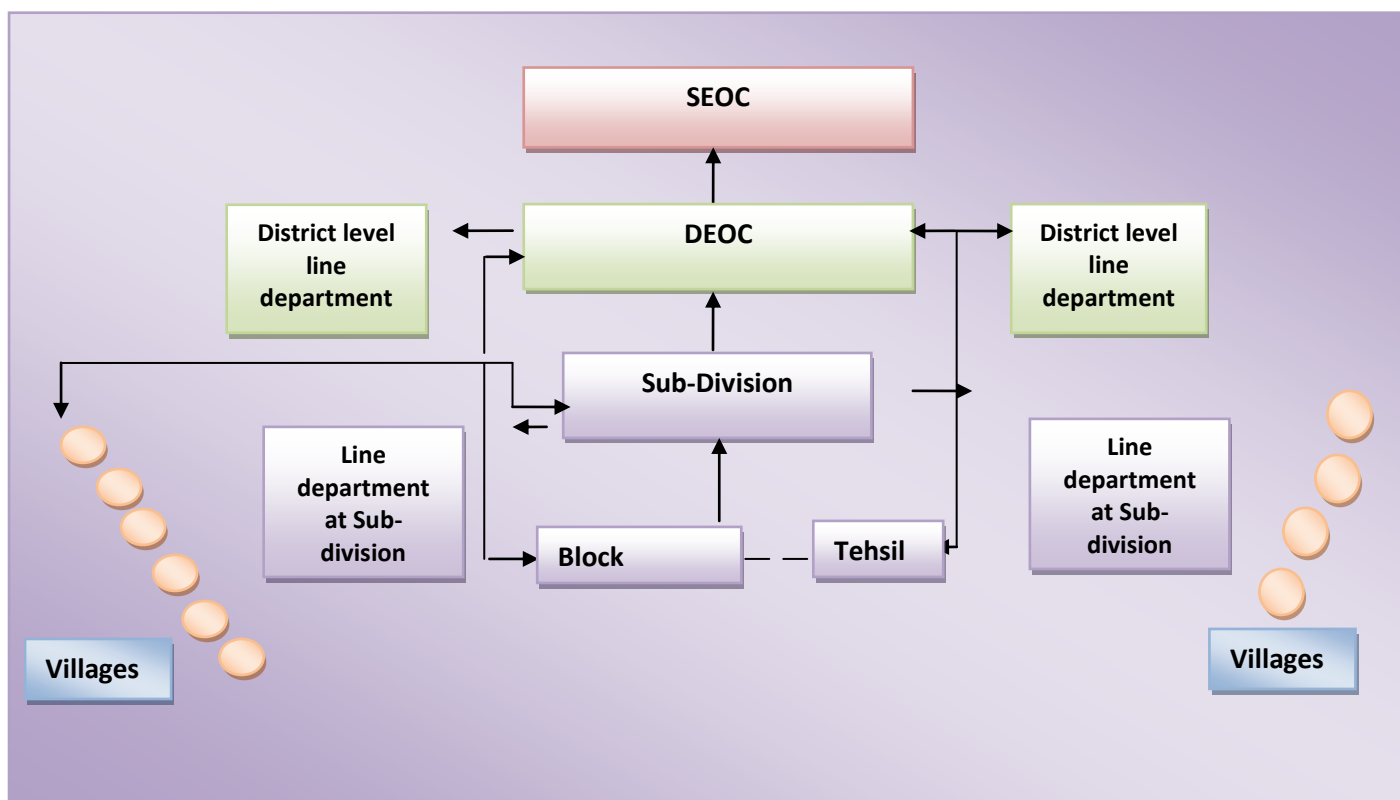 SEOC
District level
line
department
DEOC
District level
line
department
Sub-Division
Line
department
at Sub-
division
Line
department
at Sub-
division
Block
Tehsil
Villages
Villages